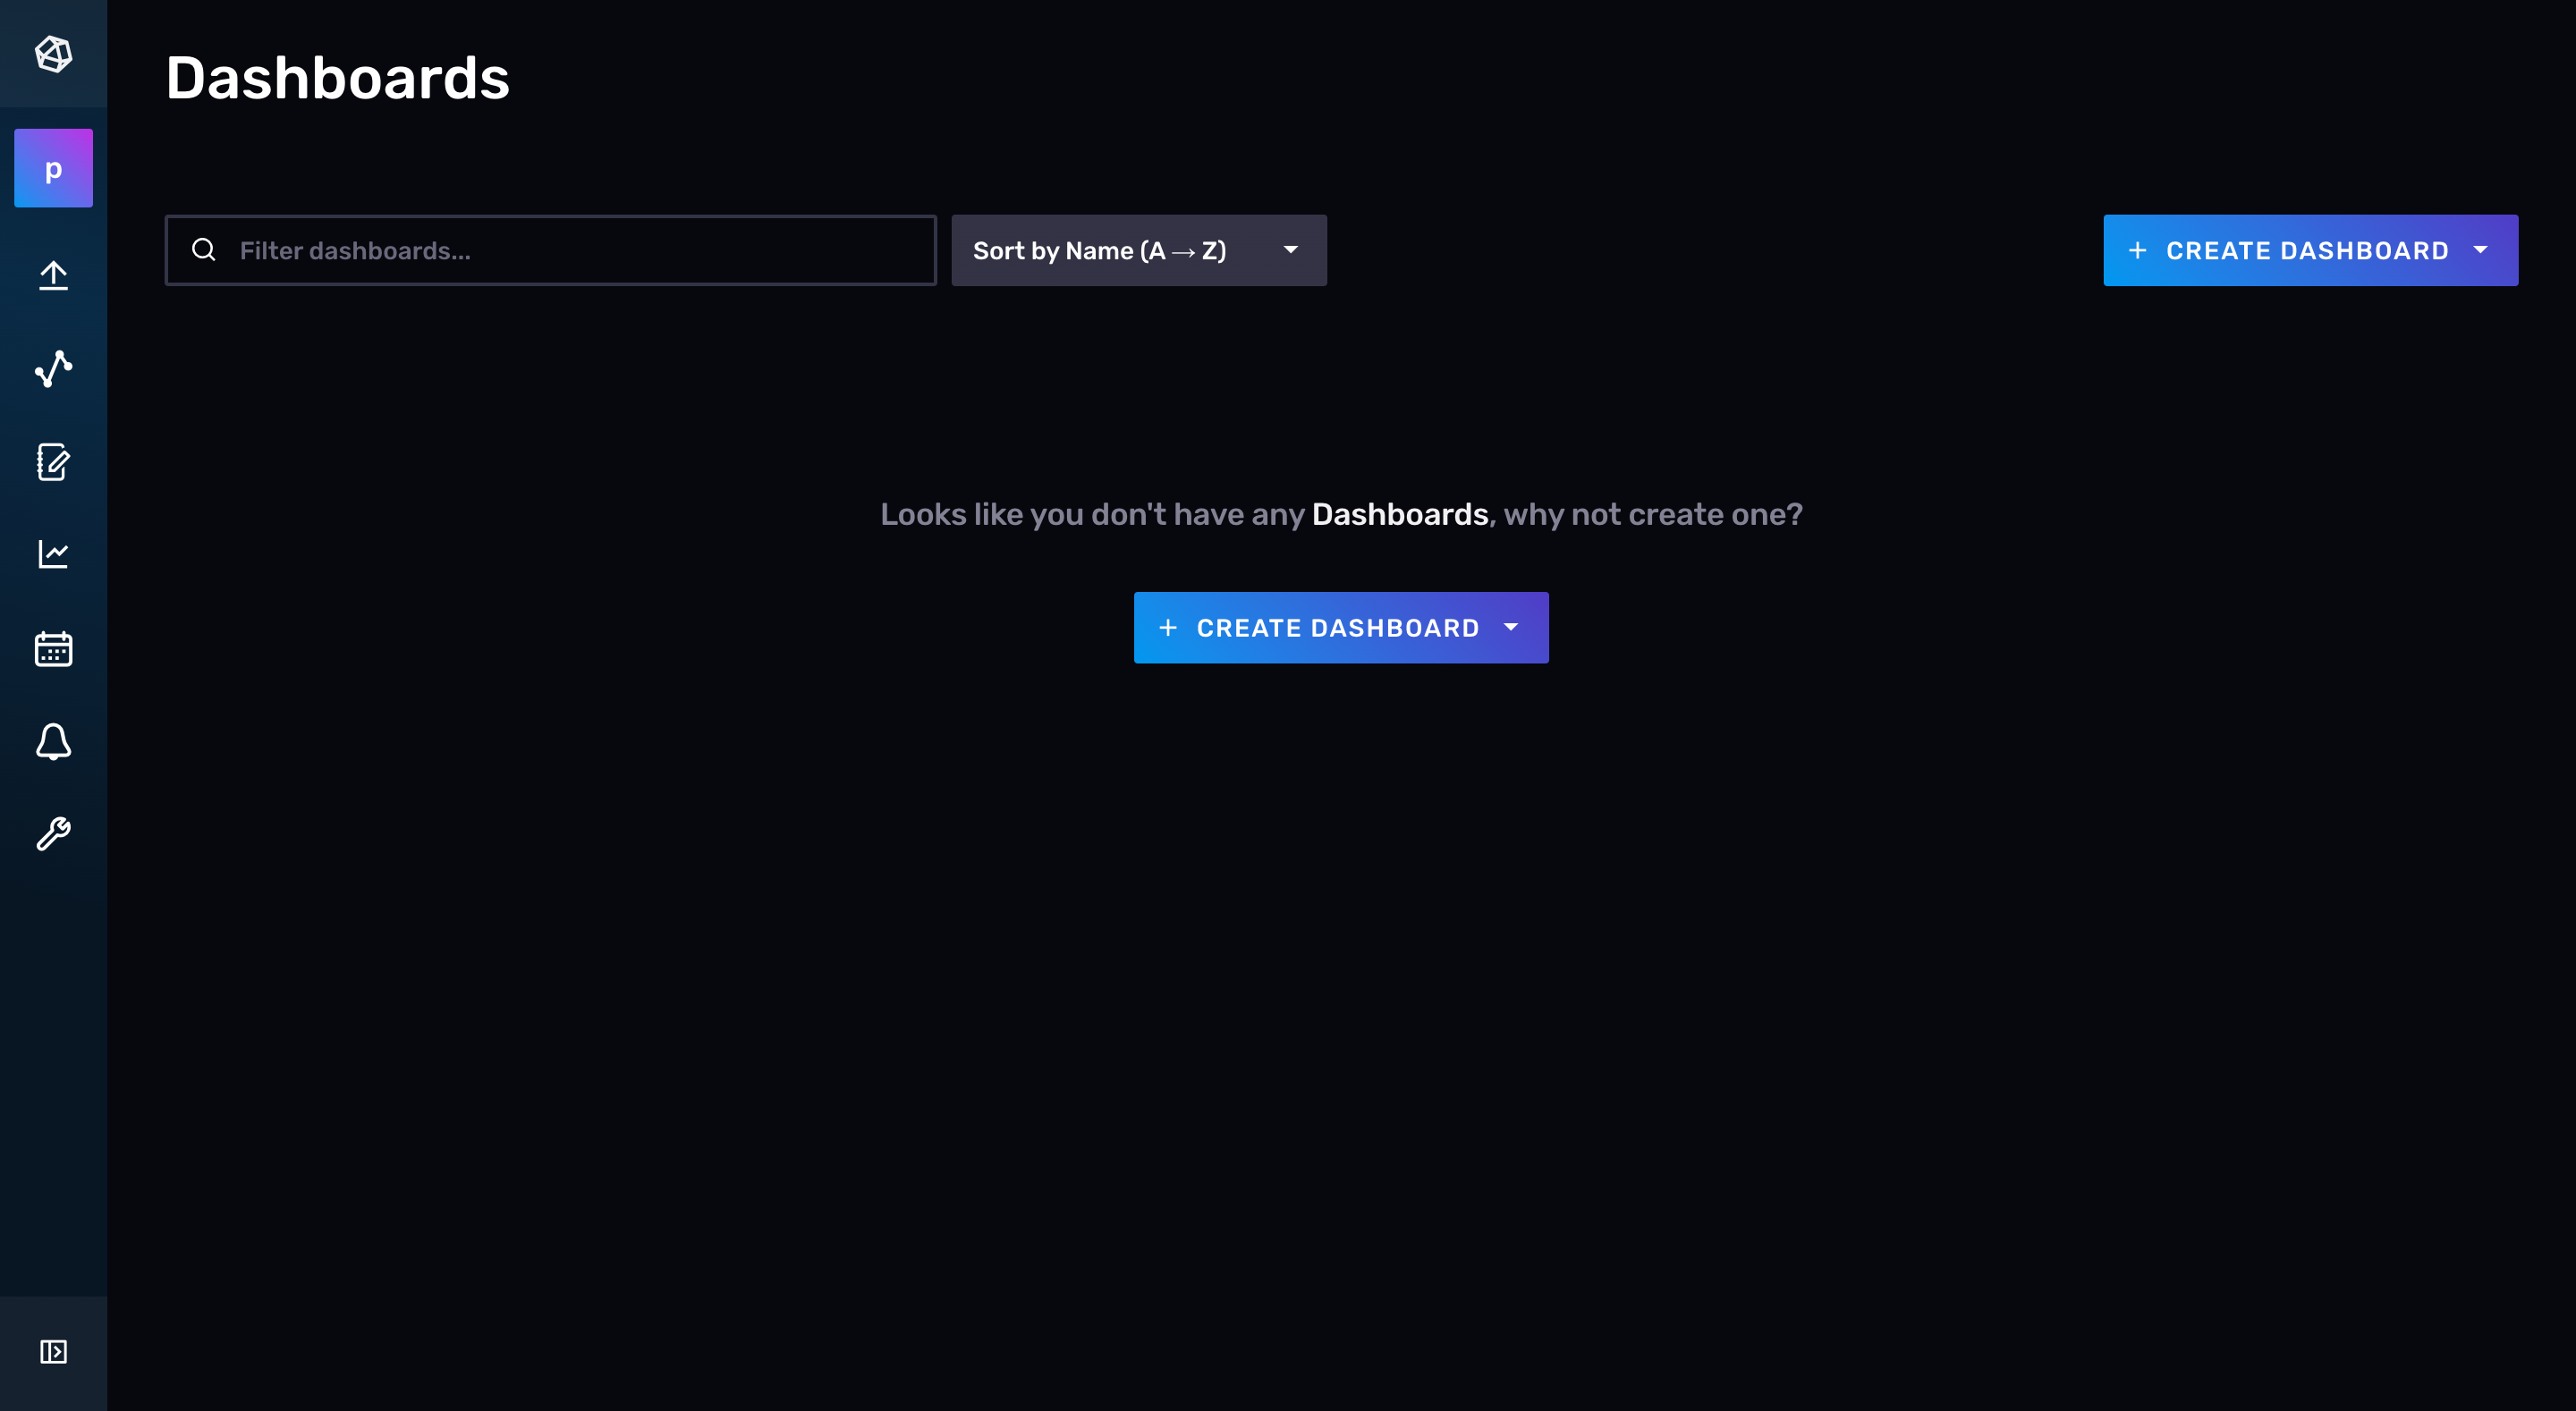 Dashboards
p
Filter dashboards...
Sort by Name (A → Z)
+ CREATE DASHBOARD
Looks like you don't have any Dashboards, why not create one?
+ CREATE DASHBOARD